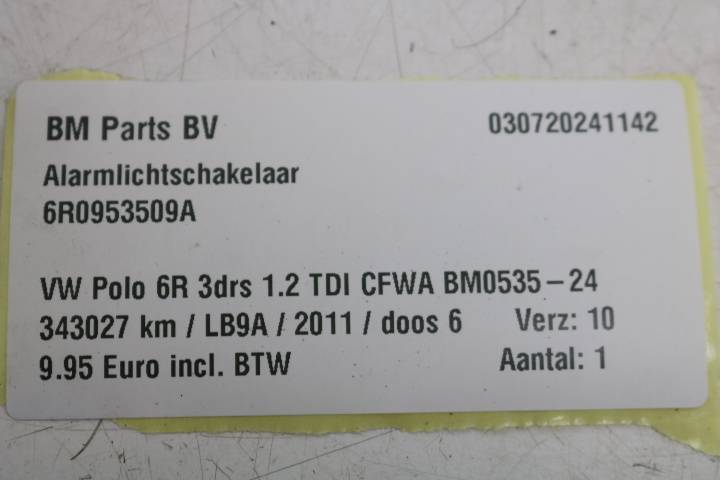 BM Parts BV 030720241142
Alarmlichtschakelaar
6R0953509A
VW Polo 6R 3drs 1.2 TDI CFWA BM0535-24
343027 km / LB9A / 2011 / doos 6 Verz: 10
9.95 Euro incl. BTW Aantal: 1